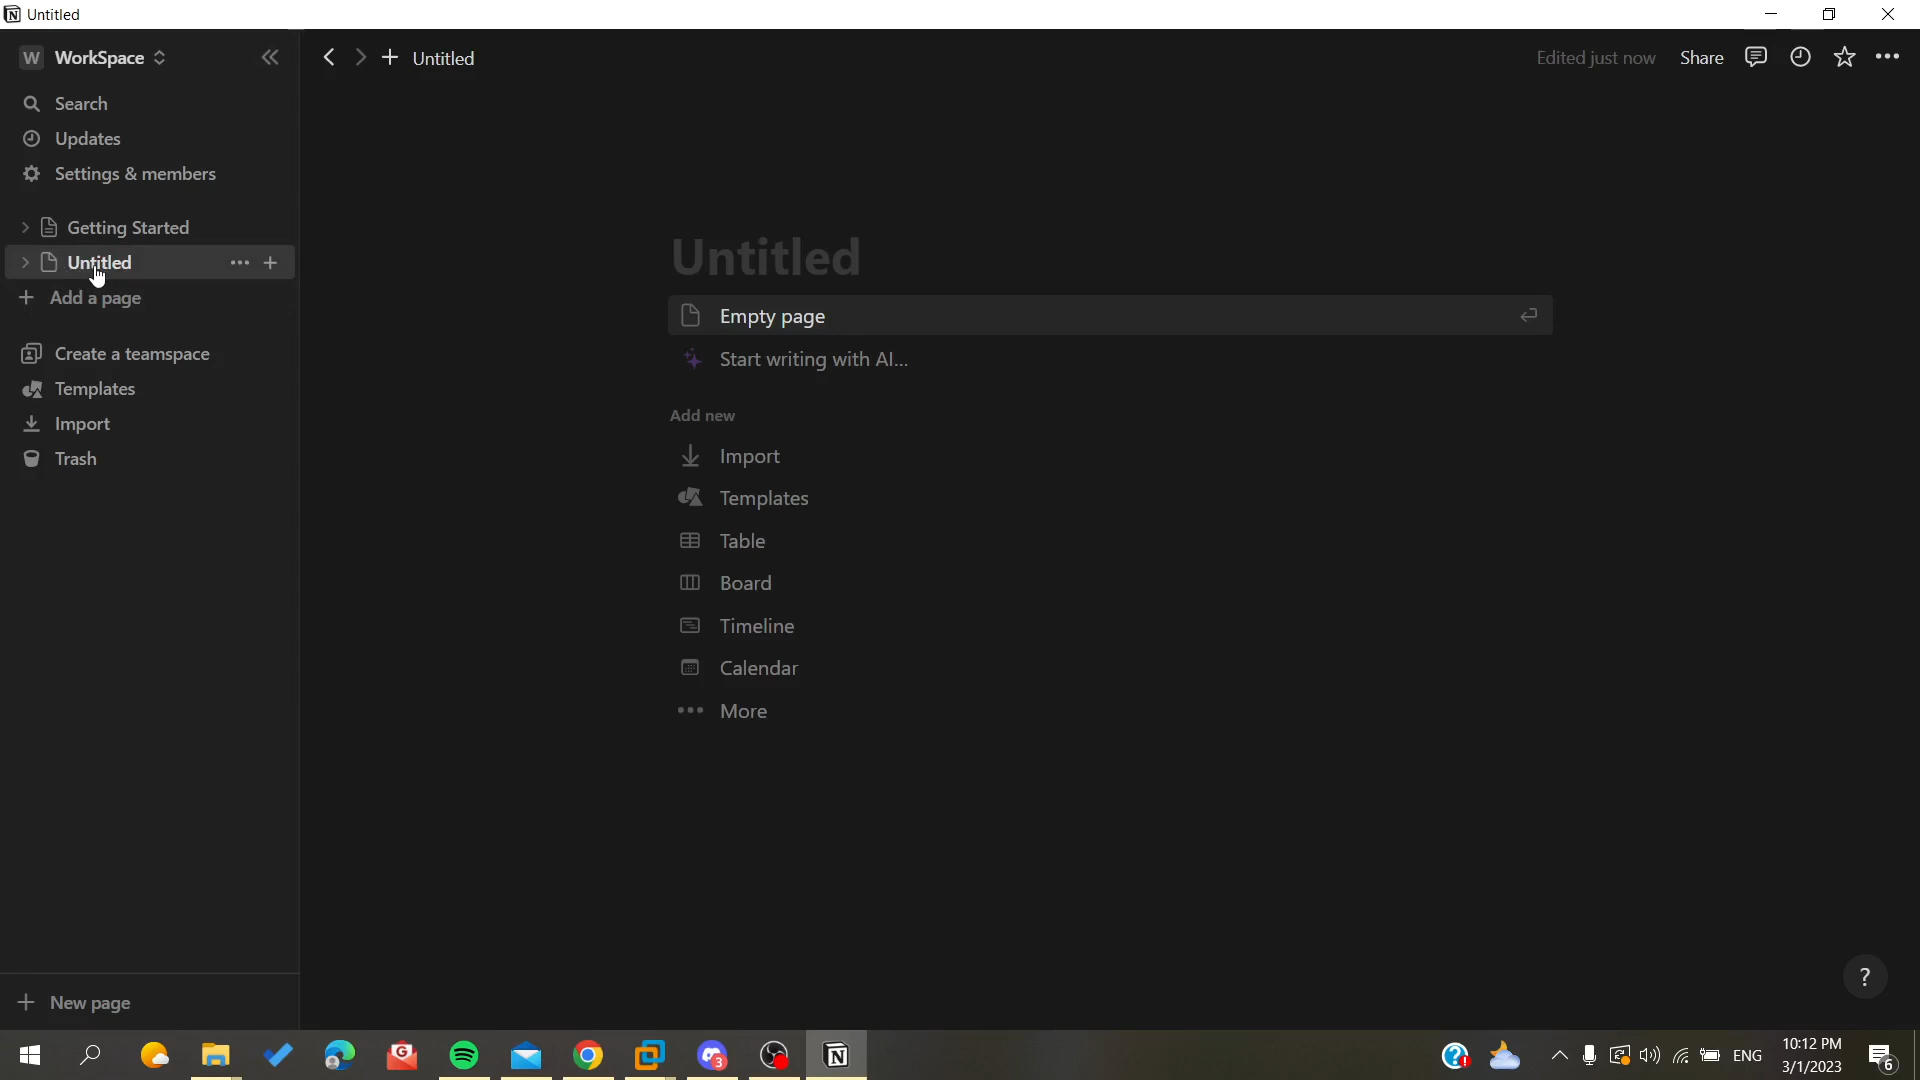 Untitled
W WorkSpace
Untitled
Edited just now
Share
Search
Updates
Settings & members
Getting Started
Untitled
Add a page
Create a teamspace
Templates
Import
Trash
New page
Untitled
Empty page
Start writing with AI...
Add new
Import
Templates
Table
Board
Timeline
Calendar
More
?
3
ENG
10:12 PM
3/1/2023
6